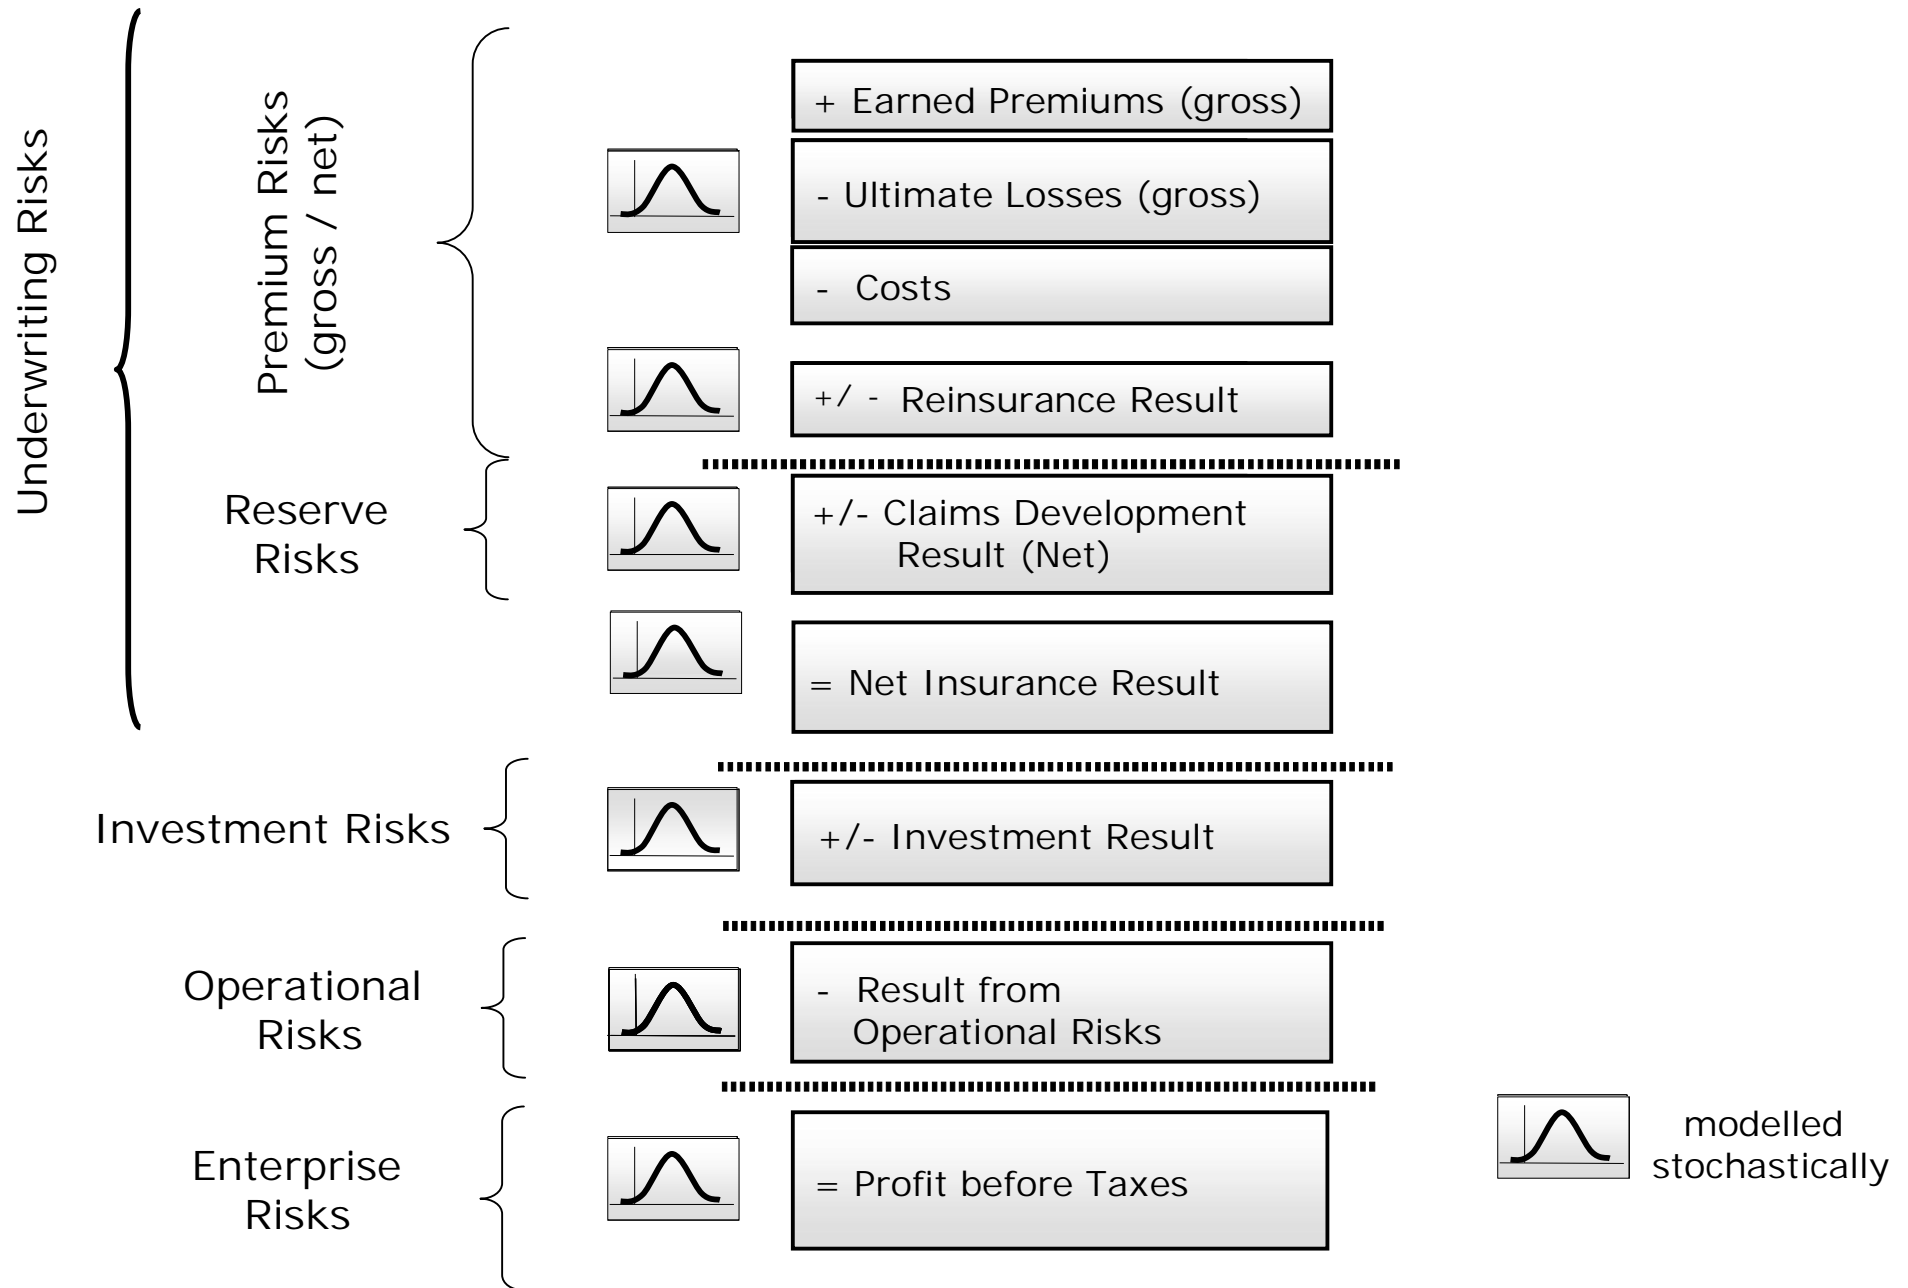 Underwriting Risks
Premium Risks
(gross / net)
+ Earned Premiums (gross)
- Ultimate Losses (gross)
- Costs
+/ - Reinsurance Result
Reserve
Risks
+/- Claims Development
Result (Net)
= Net Insurance Result
Investment Risks
+/- Investment Result
Operational
Risks
- Result from
Operational Risks
Enterprise
Risks
= Profit before Taxes
modelled
stochastically